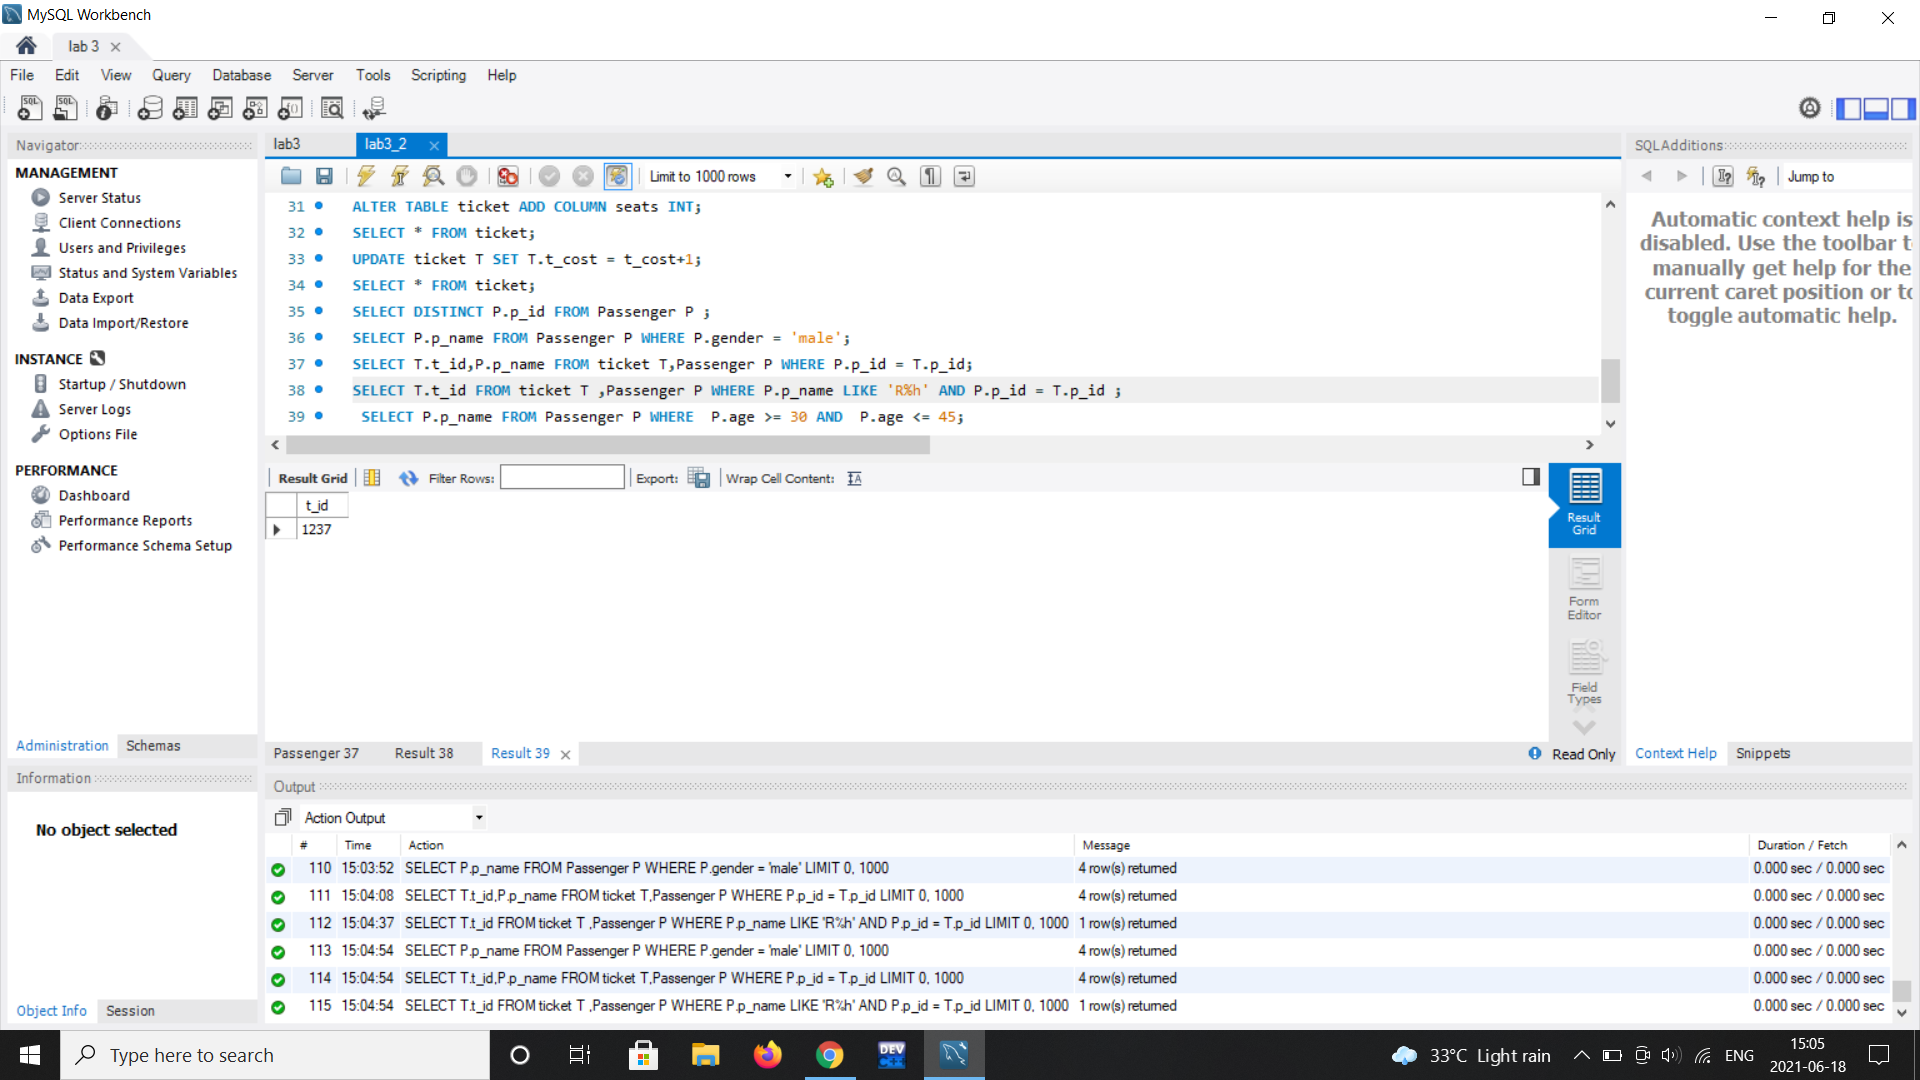 MySQL Workbench
lab 3
File Edit View Query Database Server Tools Scripting Help
Navigator
MANAGEMENT
Server Status
Client Connections
Users and Privileges
Status and System Variables
Data Export
Data Import/Restore
INSTANCE
Startup / Shutdown
Server Logs
Options File
PERFORMANCE
Dashboard
Performance Reports
Performance Schema Setup
Administration Schemas
Information
No object selected
Object Info Session
lab3 lab3_2
Limit to 1000 rows
31 ALTER TABLE ticket ADD COLUMN seats INT;
32 SELECT * FROM ticket;
33 UPDATE ticket T SET T.t_cost = t_cost+1;
34 SELECT * FROM ticket;
35 SELECT DISTINCT P.p_id FROM Passenger P ;
36 SELECT P.p_name FROM Passenger P WHERE P.gender = 'male';
37 SELECT T.t_id,P.p_name FROM ticket T,Passenger P WHERE P.p_id = T.p_id;
38 SELECT T.t_id FROM ticket T ,Passenger P WHERE P.p_name LIKE 'R%h' AND P.p_id = T.p_id ;
39 SELECT P.p_name FROM Passenger P WHERE P.age >= 30 AND P.age <= 45;
Result Grid Filter Rows: Export: Wrap Cell Content:
t_id
1237
Result Grid
Form Editor
Field Types
Passenger 37 Result 38 Result 39 Read Only
SQLAdditions
Jump to
Automatic context help is
disabled. Use the toolbar t
manually get help for the
current caret position or to
toggle automatic help.
Context Help Snippets
Output
Action Output
# Time Action Message Duration / Fetch
110 15:03:52 SELECT P.p_name FROM Passenger P WHERE P.gender = 'male' LIMIT 0, 1000 4 row(s) returned 0.000 sec / 0.000 sec
111 15:04:08 SELECT T.t_id,P.p_name FROM ticket T,Passenger P WHERE P.p_id = T.p_id LIMIT 0, 1000 4 row(s) returned 0.000 sec / 0.000 sec
112 15:04:37 SELECT T.t_id FROM ticket T ,Passenger P WHERE P.p_name LIKE 'R%h' AND P.p_id = T.p_id LIMIT 0, 1000 1 row(s) returned 0.000 sec / 0.000 sec
113 15:04:54 SELECT P.p_name FROM Passenger P WHERE P.gender = 'male' LIMIT 0, 1000 4 row(s) returned 0.000 sec / 0.000 sec
114 15:04:54 SELECT T.t_id,P.p_name FROM ticket T,Passenger P WHERE P.p_id = T.p_id LIMIT 0, 1000 4 row(s) returned 0.000 sec / 0.000 sec
115 15:04:54 SELECT T.t_id FROM ticket T ,Passenger P WHERE P.p_name LIKE 'R%h' AND P.p_id = T.p_id LIMIT 0, 1000 1 row(s) returned 0.000 sec / 0.000 sec
Type here to search
DEV C++
33°C Light rain
ENG
15:05
2021-06-18